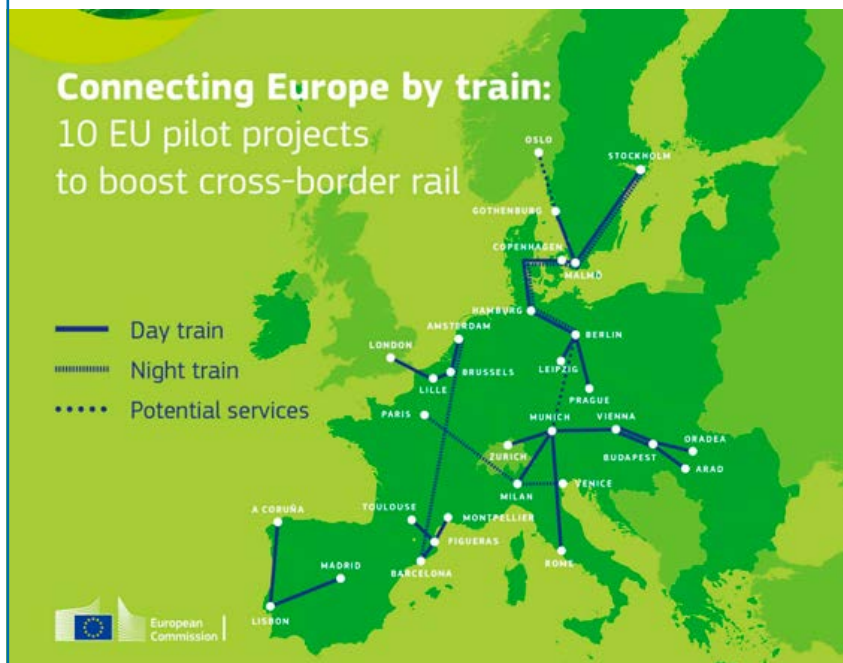 Connecting Europe by train:
10 EU pilot projects
to boost cross-border rail
OSLO
STOCKHOLM
GOTHENBURG
COPENHAGEN
MALMÖ
HAMBURG
AMSTERDAM
BERLIN
LONDON
LEIPZIG
BRUSSELS
LILLE
PRAGUE
Day train
Night train
Potential services
PARIS
MUNICH
VIENNA
ORADEA
ZURICH
BUDAPEST
ARAD
MILAN
VENICE
A CORUÑA
TOULOUSE
MONTPELLIER
FIGUERAS
MADRID
BARCELONA
ROME
LISBON
European
Commission